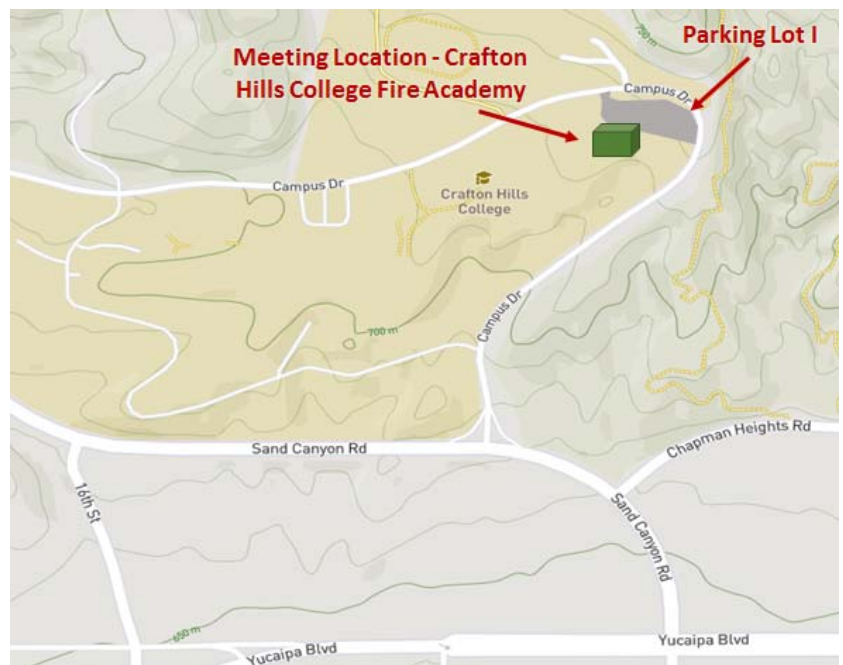 Parking Lot I
Meeting Location - Crafton
Hills College Fire Academy
750 m
Campus Dr
Campus Dr
Crafton Hills
College
Campus Dr
700 m
Sand Canyon Rd
Chapman Heights Rd
16th St
Sand Canyon Rd
650 m
Yucaipa Blvd
Yucaipa Blvd